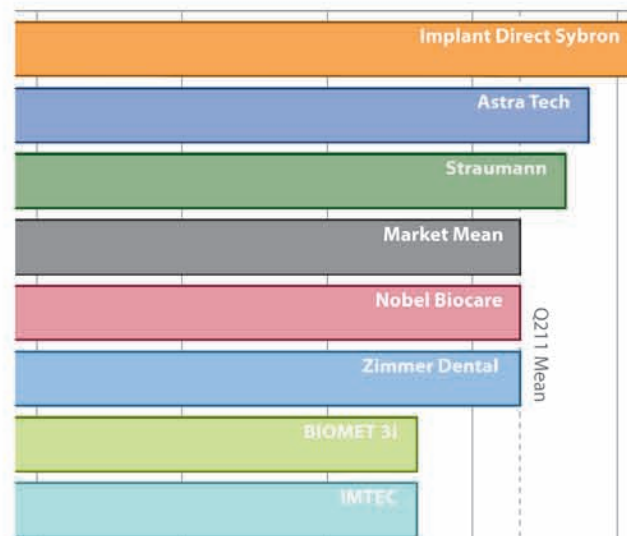 Implant Direct Sybron
Astra Tech
Straumann
Market Mean
Nobel Biocare
Q211 Mean
Zimmer Dental
BIOMET 3i
IMTEC